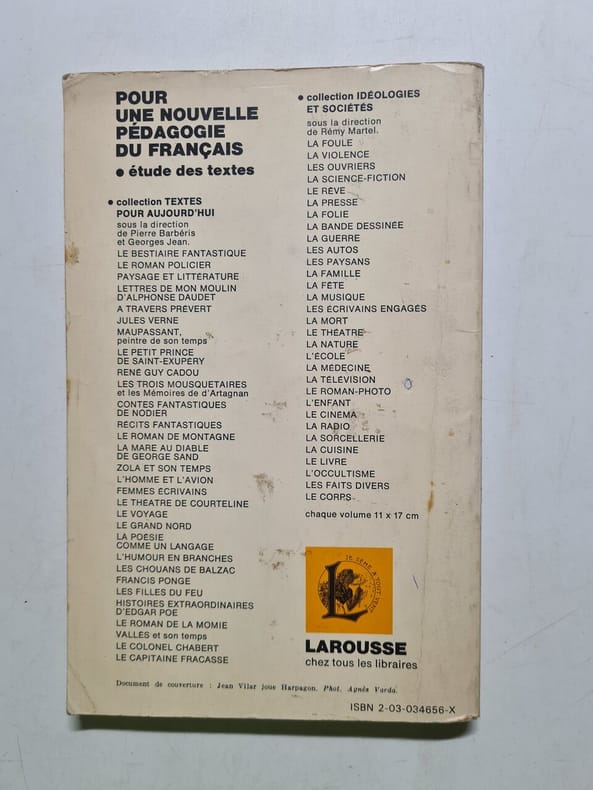 POUR
UNE NOUVELLE
PÉDAGOGIE
DU FRANÇAIS
● étude des textes
● collection TEXTES
POUR AUJOURD'HUI
sous la direction
de Pierre Barbéris
et Georges Jean.
LE BESTIAIRE FANTASTIQUE
LE ROMAN POLICIER
PAYSAGE ET LITTÉRATURE
LETTRES DE MON MOULIN
D'ALPHONSE DAUDET
A TRAVERS PRÉVERT
JULES VERNE
MAUPASSANT,
peintre de son temps
LE PETIT PRINCE
DE SAINT-EXUPÉRY
RENÉ GUY CADOU
LES TROIS MOUSQUETAIRES
et les Mémoires de d'Artagnan
CONTES FANTASTIQUES
DE NODIER
RÉCITS FANTASTIQUES
LE ROMAN DE MONTAGNE
LA MARE AU DIABLE
DE GEORGE SAND
ZOLA ET SON TEMPS
L'HOMME ET L'AVION
FEMMES ÉCRIVAINS
LE THÉATRE DE COURTELINE
LE VOYAGE
LE GRAND NORD
LA POÉSIE
COMME UN LANGAGE
L'HUMOUR EN BRANCHES
LES CHOUANS DE BALZAC
FRANCIS PONGE
LES FILLES DU FEU
HISTOIRES EXTRAORDINAIRES
D'EDGAR POE
LE ROMAN DE LA MOMIE
VALLÈS et son temps
LE COLONEL CHABERT
LE CAPITAINE FRACASSE
● collection IDÉOLOGIES
ET SOCIÉTÉS
sous la direction
de Rémy Martel.
LA FOULE
LA VIOLENCE
LES OUVRIERS
LA SCIENCE-FICTION
LE RÊVE
LA PRESSE
LA FOLIE
LA BANDE DESSINÉE
LA GUERRE
LES AUTOS
LES PAYSANS
LA FAMILLE
LA FÊTE
LA MUSIQUE
LES ÉCRIVAINS ENGAGÉS
LA MORT
LE THÉATRE
LA NATURE
L'ÉCOLE
LA MÉDECINE
LA TÉLÉVISION
LE ROMAN-PHOTO
L'ENFANT
LE CINÉMA
LA RADIO
LA SORCELLERIE
LA CUISINE
LE LIVRE
L'OCCULTISME
LES FAITS DIVERS
LE CORPS
chaque volume 11 x 17 cm
JE SÈME A TOUT VENT
L
LAROUSSE
chez tous les libraires
Document de couverture : Jean Vilar joue Harpagon. Phot. Agnès Varda.
ISBN 2-03-034656-X